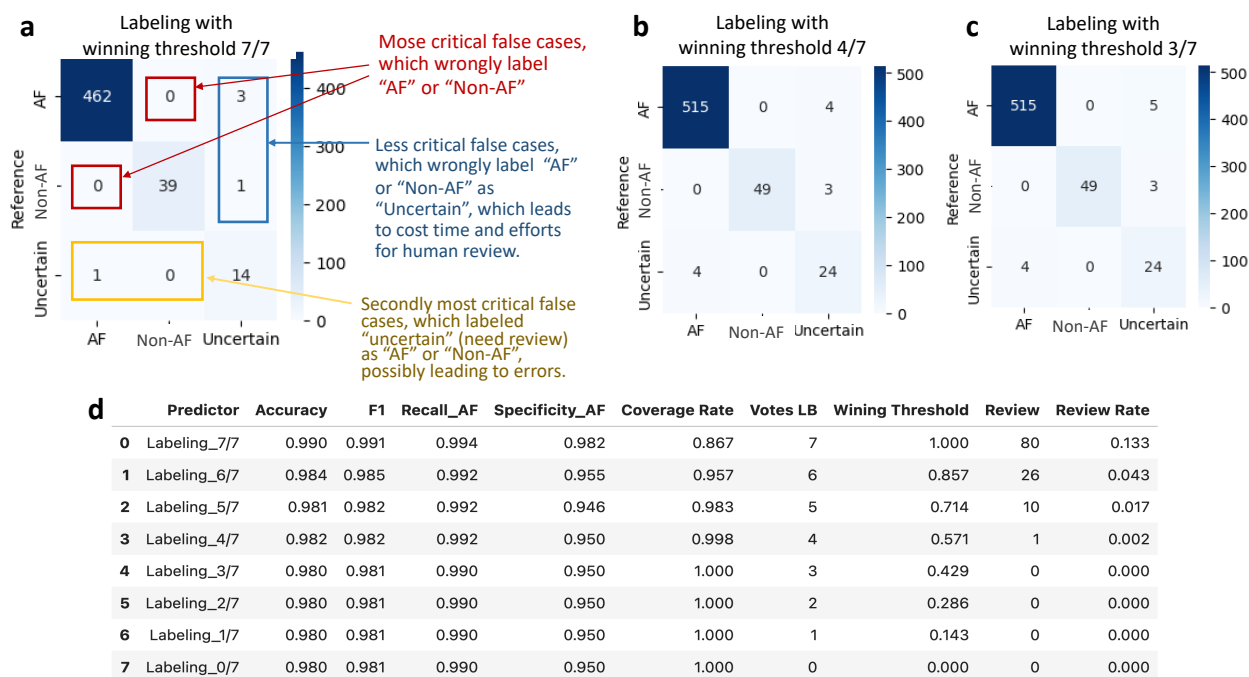 a
Labeling with
winning threshold 7/7
AF
Non-AF
Uncertain
Reference
462
0
3
0
39
1
1
0
14
AF
Non-AF
Uncertain
400
300
200
100
0
Mose critical false cases,
which wrongly label
“AF” or “Non-AF”
Less critical false cases,
which wrongly label “AF”
or “Non-AF” as
“Uncertain”, which leads
to cost time and efforts
for human review.
Secondly most critical false
cases, which labeled
“uncertain” (need review)
as “AF” or “Non-AF”,
possibly leading to errors.
b
Labeling with
winning threshold 4/7
AF
Non-AF
Uncertain
Reference
515
0
4
0
49
3
4
0
24
AF
Non-AF
Uncertain
500
400
300
200
100
0
c
Labeling with
winning threshold 3/7
AF
Non-AF
Uncertain
Reference
515
0
5
0
49
3
4
0
24
AF
Non-AF
Uncertain
500
400
300
200
100
0
d
Predictor Accuracy F1 Recall_AF Specificity_AF Coverage Rate Votes LB Wining Threshold Review Review Rate
0 Labeling_7/7 0.990 0.991 0.994 0.982 0.867 7 1.000 80 0.133
1 Labeling_6/7 0.984 0.985 0.992 0.955 0.957 6 0.857 26 0.043
2 Labeling_5/7 0.981 0.982 0.992 0.946 0.983 5 0.714 10 0.017
3 Labeling_4/7 0.982 0.982 0.992 0.950 0.998 4 0.571 1 0.002
4 Labeling_3/7 0.980 0.981 0.990 0.950 1.000 3 0.429 0 0.000
5 Labeling_2/7 0.980 0.981 0.990 0.950 1.000 2 0.286 0 0.000
6 Labeling_1/7 0.980 0.981 0.990 0.950 1.000 1 0.143 0 0.000
7 Labeling_0/7 0.980 0.981 0.990 0.950 1.000 0 0.000 0 0.000